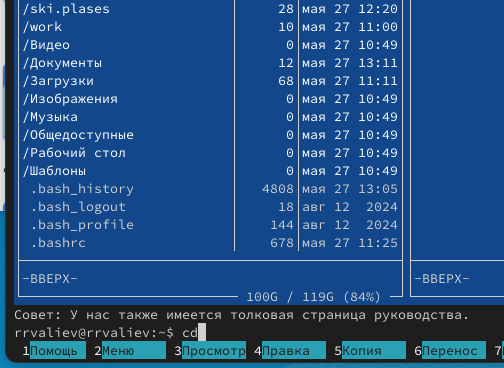 /ski.plases 28 мая 27 12:20
/work 10 мая 27 11:00
/Видео 0 мая 27 10:49
/Документы 12 мая 27 13:11
/Загрузки 68 мая 27 11:11
/Изображения 0 мая 27 10:49
/Музыка 0 мая 27 10:49
/Общедоступные 0 мая 27 10:49
/Рабочий стол 0 мая 27 10:49
/Шаблоны 0 мая 27 10:49
.bash_history 4808 мая 27 13:05
.bash_logout 18 авг 12 2024
.bash_profile 144 авг 12 2024
.bashrc 678 мая 27 11:25
-ВВЕРХ- -ВВЕРХ-
100G / 119G (84%)
Совет: У нас также имеется толковая страница руководства.
rrvaliev@rrvaliev:~$ cd
1Помощь 2Меню 3Просмотр 4Правка 5Копия 6Перенос 7